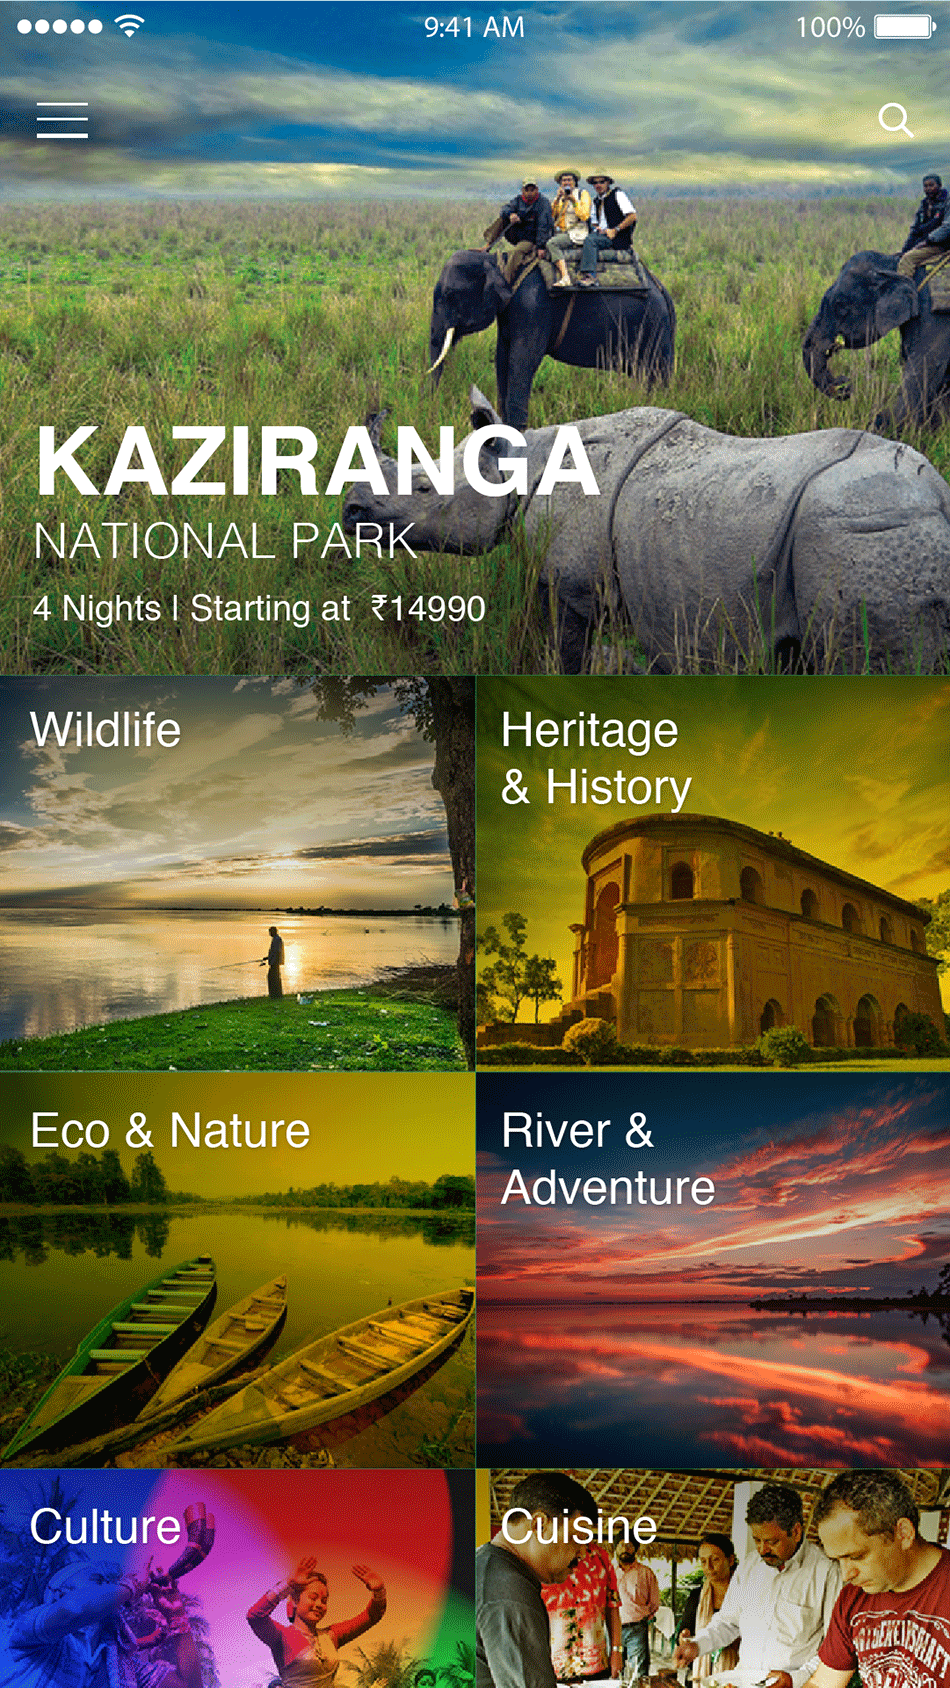 9:41 AM
100%
KAZIRANGA
NATIONAL PARK
4 Nights | Starting at ₹14990
Wildlife
Heritage
& History
Eco & Nature
River &
Adventure
Culture
Cuisine